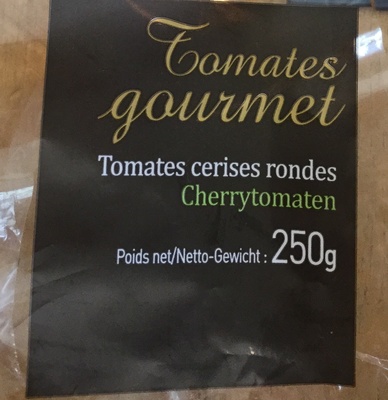 Tomates
gourmet
Tomates cerises rondes
Cherrytomaten
Poids net/Netto-Gewicht : 250g